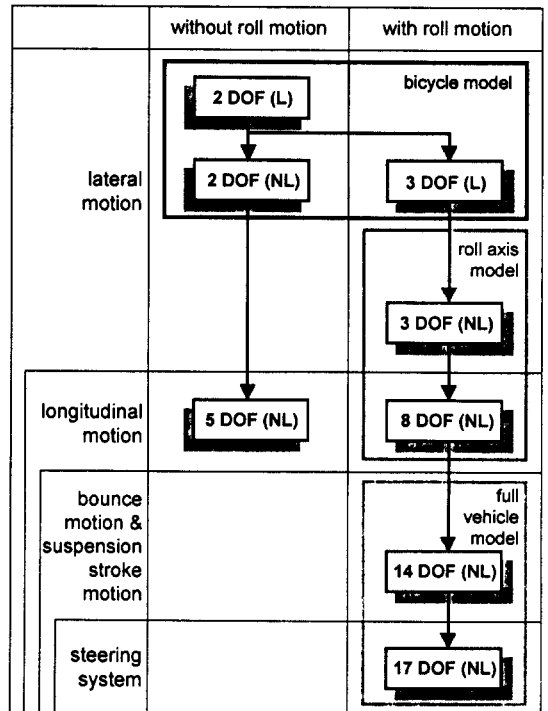 without roll motion
with roll motion
bicycle model
2 DOF (L)
lateral
motion
2 DOF (NL)
3 DOF (L)
roll axis
model
3 DOF (NL)
longitudinal
motion
5 DOF (NL)
8 DOF (NL)
bounce
motion &
suspension
stroke
motion
full
vehicle
model
14 DOF (NL)
steering
system
17 DOF (NL)